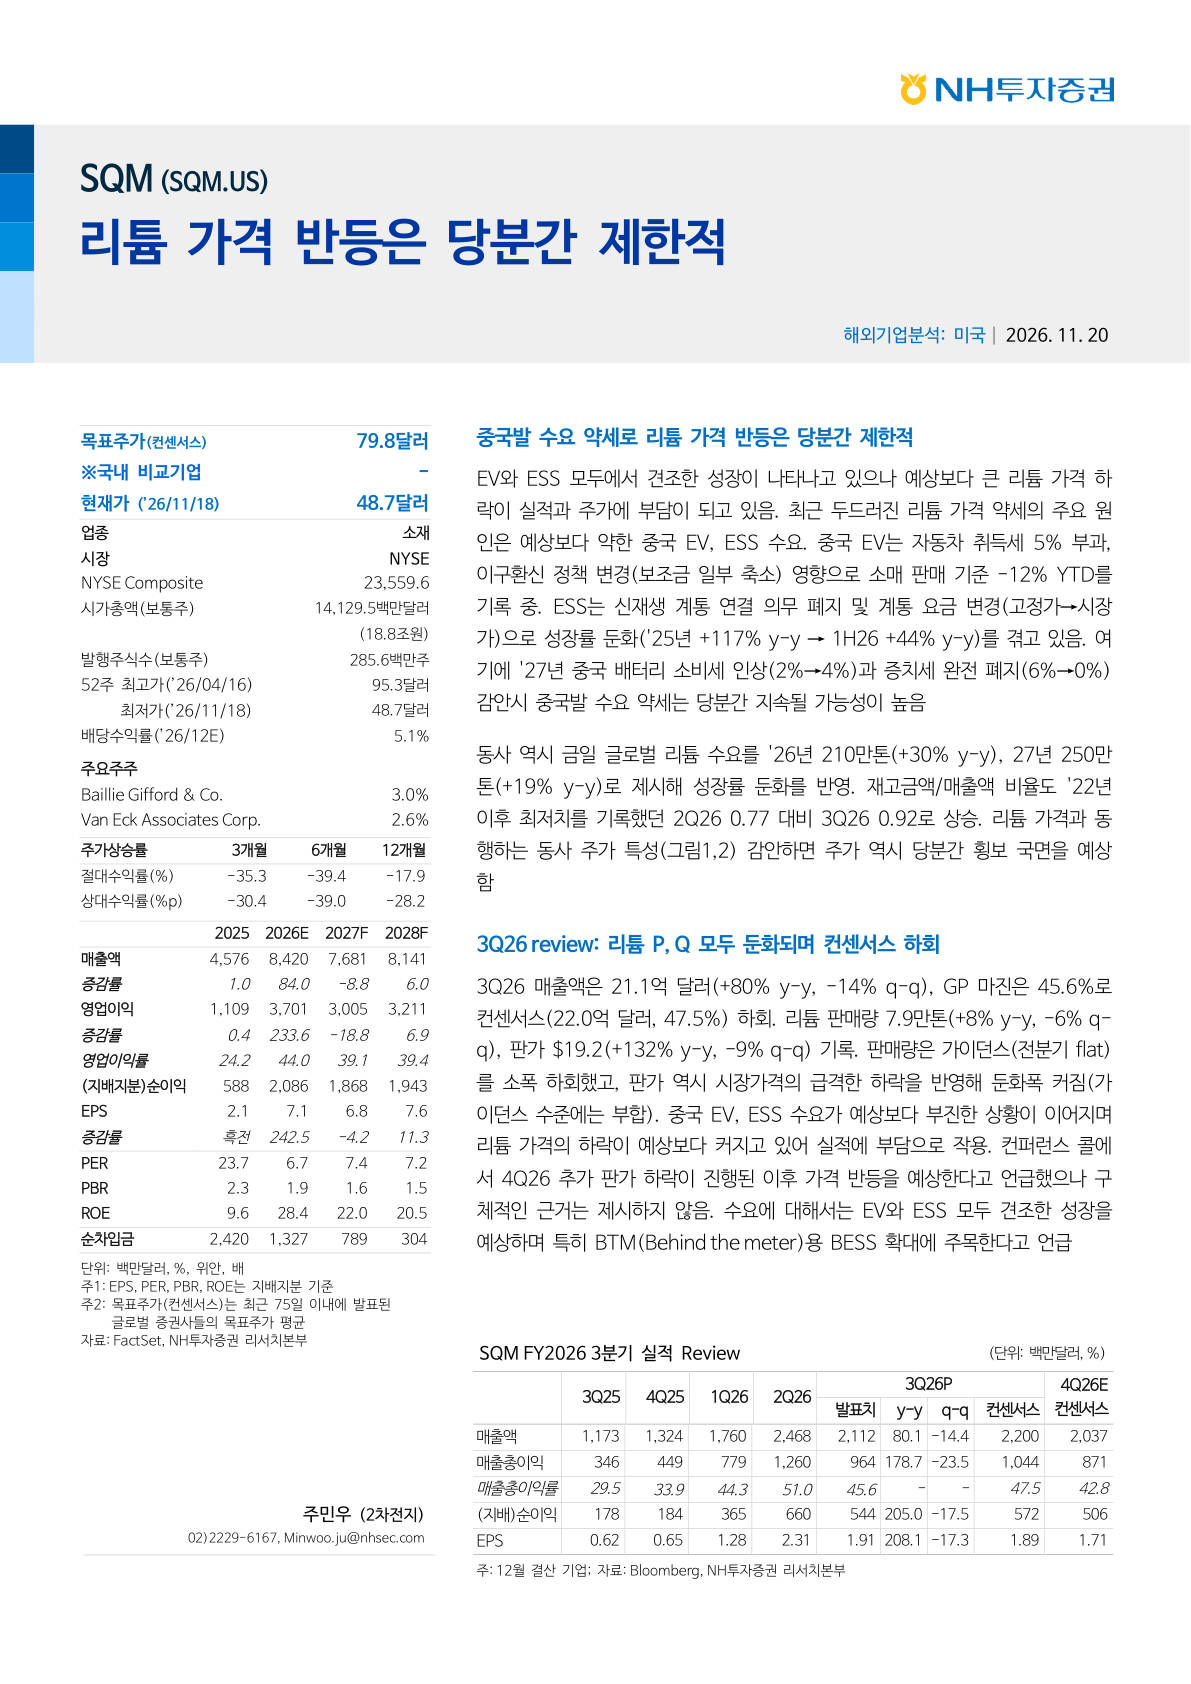 NH투자증권
SQM (SQM.US)
리튬 가격 반등은 당분간 제한적
해외기업분석: 미국 | 2026. 11. 20
목표주가(컨센서스) 79.8달러
※국내 비교기업 -
현재가 ('26/11/18) 48.7달러
업종 소재
시장 NYSE
NYSE Composite 23,559.6
시가총액(보통주) 14,129.5백만달러
(18.8조원)
발행주식수(보통주) 285.6백만주
52주 최고가('26/04/16) 95.3달러
최저가('26/11/18) 48.7달러
배당수익률('26/12E) 5.1%
주요주주
Baillie Gifford & Co. 3.0%
Van Eck Associates Corp. 2.6%
주가상승률 3개월 6개월 12개월
절대수익률(%) -35.3 -39.4 -17.9
상대수익률(%p) -30.4 -39.0 -28.2
2025 2026E 2027F 2028F
매출액 4,576 8,420 7,681 8,141
증감률 1.0 84.0 -8.8 6.0
영업이익 1,109 3,701 3,005 3,211
증감률 0.4 233.6 -18.8 6.9
영업이익률 24.2 44.0 39.1 39.4
(지배지분)순이익 588 2,086 1,868 1,943
EPS 2.1 7.1 6.8 7.6
증감률 흑전 242.5 -4.2 11.3
PER 23.7 6.7 7.4 7.2
PBR 2.3 1.9 1.6 1.5
ROE 9.6 28.4 22.0 20.5
순차입금 2,420 1,327 789 304
단위: 백만달러, %, 위안, 배
주1: EPS, PER, PBR, ROE는 지배지분 기준
주2: 목표주가(컨센서스)는 최근 75일 이내에 발표된
글로벌 증권사들의 목표주가 평균
자료: FactSet, NH투자증권 리서치본부
주민우 (2차전지)
02)2229-6167, Minwoo.ju@nhsec.com
중국발 수요 약세로 리튬 가격 반등은 당분간 제한적
EV와 ESS 모두에서 견조한 성장이 나타나고 있으나 예상보다 큰 리튬 가격 하
락이 실적과 주가에 부담이 되고 있음. 최근 두드러진 리튬 가격 약세의 주요 원
인은 예상보다 약한 중국 EV, ESS 수요. 중국 EV는 자동차 취득세 5% 부과,
이구환신 정책 변경(보조금 일부 축소) 영향으로 소매 판매 기준 -12% YTD를
기록 중. ESS는 신재생 계통 연결 의무 폐지 및 계통 요금 변경(고정가→시장
가)으로 성장률 둔화('25년 +117% y-y → 1H26 +44% y-y)를 겪고 있음. 여
기에 '27년 중국 배터리 소비세 인상(2%→4%)과 증치세 완전 폐지(6%→0%)
감안시 중국발 수요 약세는 당분간 지속될 가능성이 높음
동사 역시 금일 글로벌 리튬 수요를 '26년 210만톤(+30% y-y), 27년 250만
톤(+19% y-y)로 제시해 성장률 둔화를 반영. 재고금액/매출액 비율도 '22년
이후 최저치를 기록했던 2Q26 0.77 대비 3Q26 0.92로 상승. 리튬 가격과 동
행하는 동사 주가 특성(그림1,2) 감안하면 주가 역시 당분간 횡보 국면을 예상
함
3Q26 review: 리튬 P, Q 모두 둔화되며 컨센서스 하회
3Q26 매출액은 21.1억 달러(+80% y-y, -14% q-q), GP 마진은 45.6%로
컨센서스(22.0억 달러, 47.5%) 하회. 리튬 판매량 7.9만톤(+8% y-y, -6% q-
q), 판가 $19.2(+132% y-y, -9% q-q) 기록. 판매량은 가이던스(전분기 flat)
를 소폭 하회했고, 판가 역시 시장가격의 급격한 하락을 반영해 둔화폭 커짐(가
이던스 수준에는 부합). 중국 EV, ESS 수요가 예상보다 부진한 상황이 이어지며
리튬 가격의 하락이 예상보다 커지고 있어 실적에 부담으로 작용. 컨퍼런스 콜에
서 4Q26 추가 판가 하락이 진행된 이후 가격 반등을 예상한다고 언급했으나 구
체적인 근거는 제시하지 않음. 수요에 대해서는 EV와 ESS 모두 견조한 성장을
예상하며 특히 BTM(Behind the meter)용 BESS 확대에 주목한다고 언급
SQM FY2026 3분기 실적 Review (단위: 백만달러, %)
3Q25 4Q25 1Q26 2Q26 3Q26P 4Q26E
발표치 y-y q-q 컨센서스 컨센서스
매출액 1,173 1,324 1,760 2,468 2,112 80.1 -14.4 2,200 2,037
매출총이익 346 449 779 1,260 964 178.7 -23.5 1,044 871
매출총이익률 29.5 33.9 44.3 51.0 45.6 - - 47.5 42.8
(지배)순이익 178 184 365 660 544 205.0 -17.5 572 506
EPS 0.62 0.65 1.28 2.31 1.91 208.1 -17.3 1.89 1.71
주: 12월 결산 기업; 자료: Bloomberg, NH투자증권 리서치본부